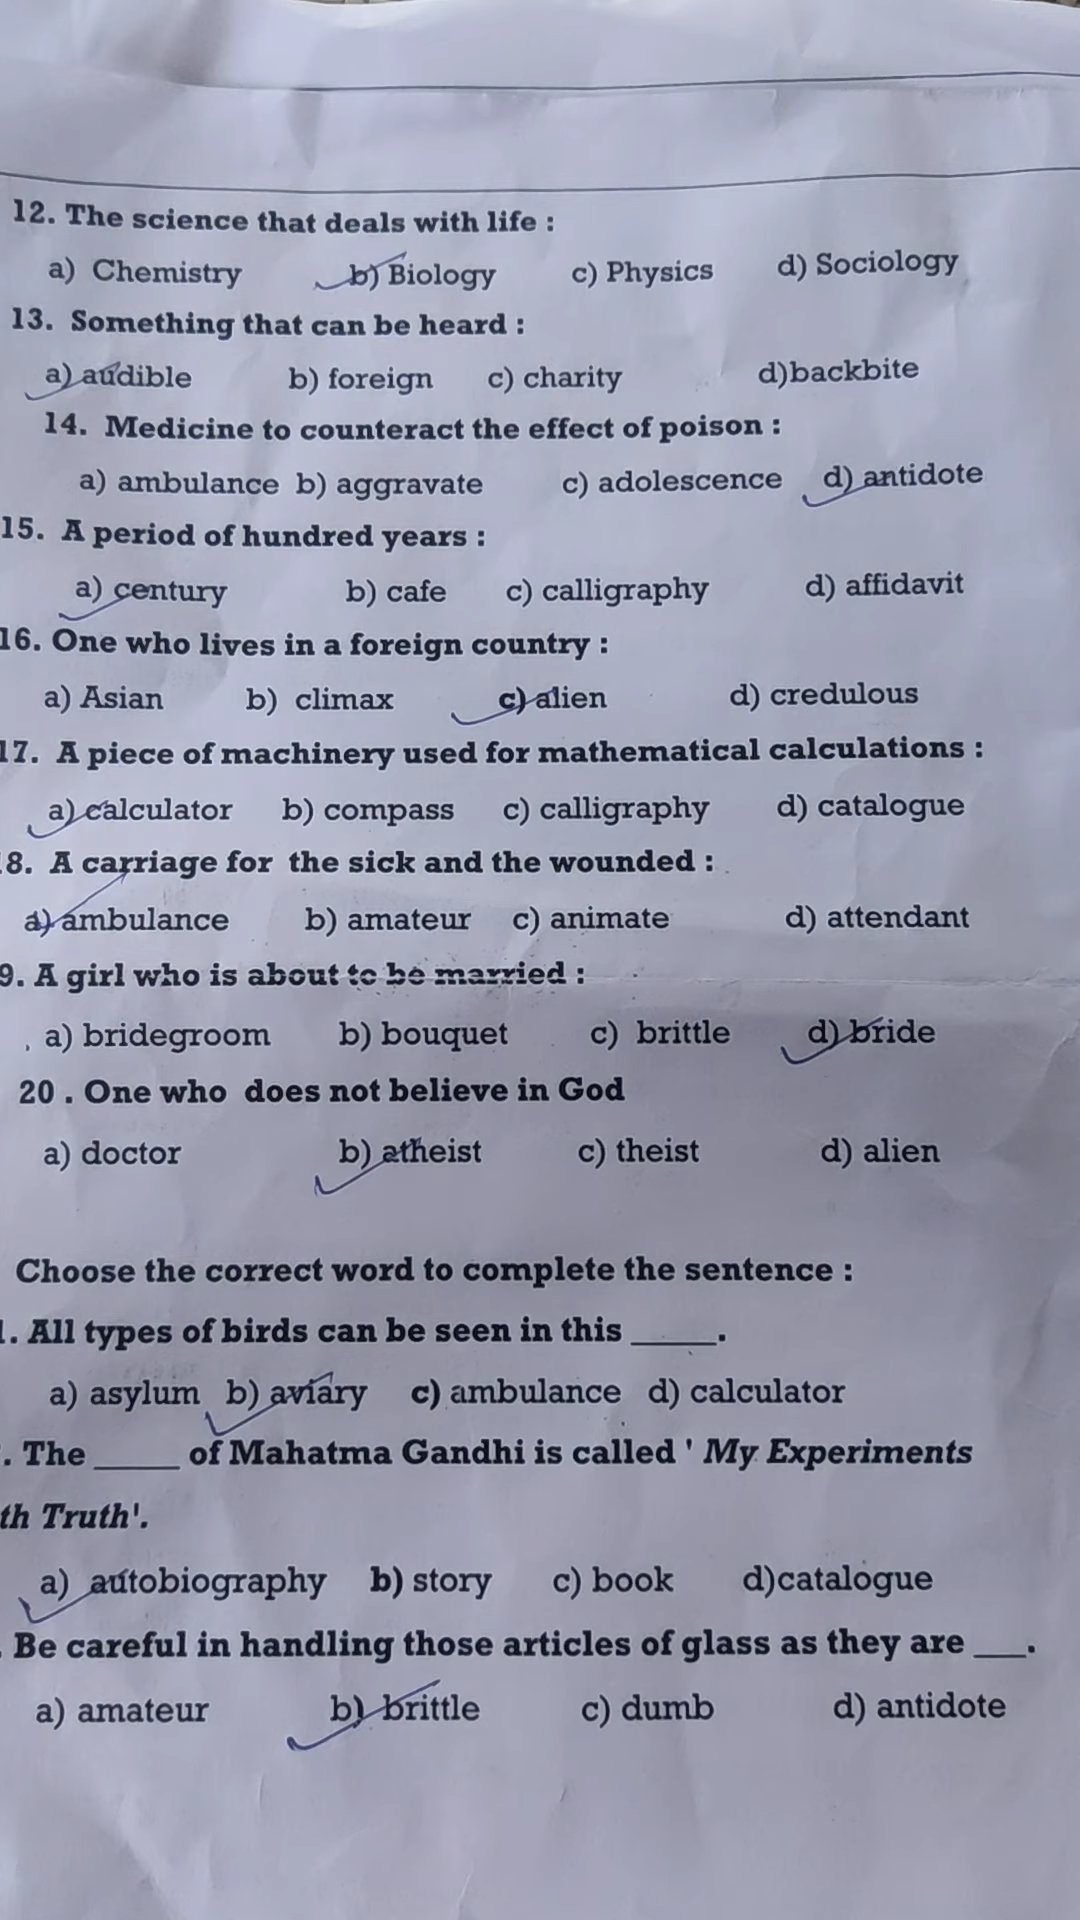 12. The science that deals with life :
a) Chemistry b) Biology c) Physics d) Sociology
13. Something that can be heard :
a) audible b) foreign c) charity d)backbite
14. Medicine to counteract the effect of poison :
a) ambulance b) aggravate c) adolescence d) antidote
15. A period of hundred years :
a) century b) cafe c) calligraphy d) affidavit
16. One who lives in a foreign country :
a) Asian b) climax c) alien d) credulous
17. A piece of machinery used for mathematical calculations :
a) calculator b) compass c) calligraphy d) catalogue
8. A carriage for the sick and the wounded :
a) ambulance b) amateur c) animate d) attendant
9. A girl who is about to be married :
a) bridegroom b) bouquet c) brittle d) bride
20 . One who does not believe in God
a) doctor b) atheist c) theist d) alien
Choose the correct word to complete the sentence :
. All types of birds can be seen in this _____.
a) asylum b) aviary c) ambulance d) calculator
. The _____ of Mahatma Gandhi is called ' My Experiments
th Truth'.
a) autobiography b) story c) book d)catalogue
Be careful in handling those articles of glass as they are ___.
a) amateur b) brittle c) dumb d) antidote